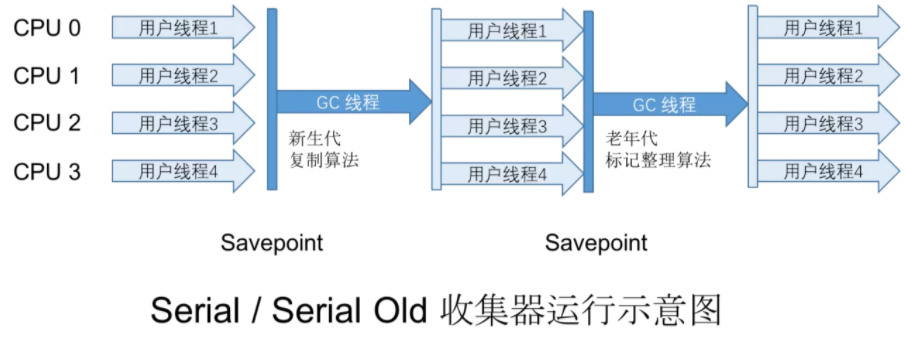 CPU 0 用户线程1 用户线程1 用户线程1
CPU 1 用户线程2 GC 线程 用户线程2 GC 线程 用户线程2
CPU 2 用户线程3 用户线程3 用户线程3
新生代
复制算法
老年代
标记整理算法
CPU 3 用户线程4 用户线程4 用户线程4
Savepoint Savepoint
Serial / Serial Old 收集器运行示意图